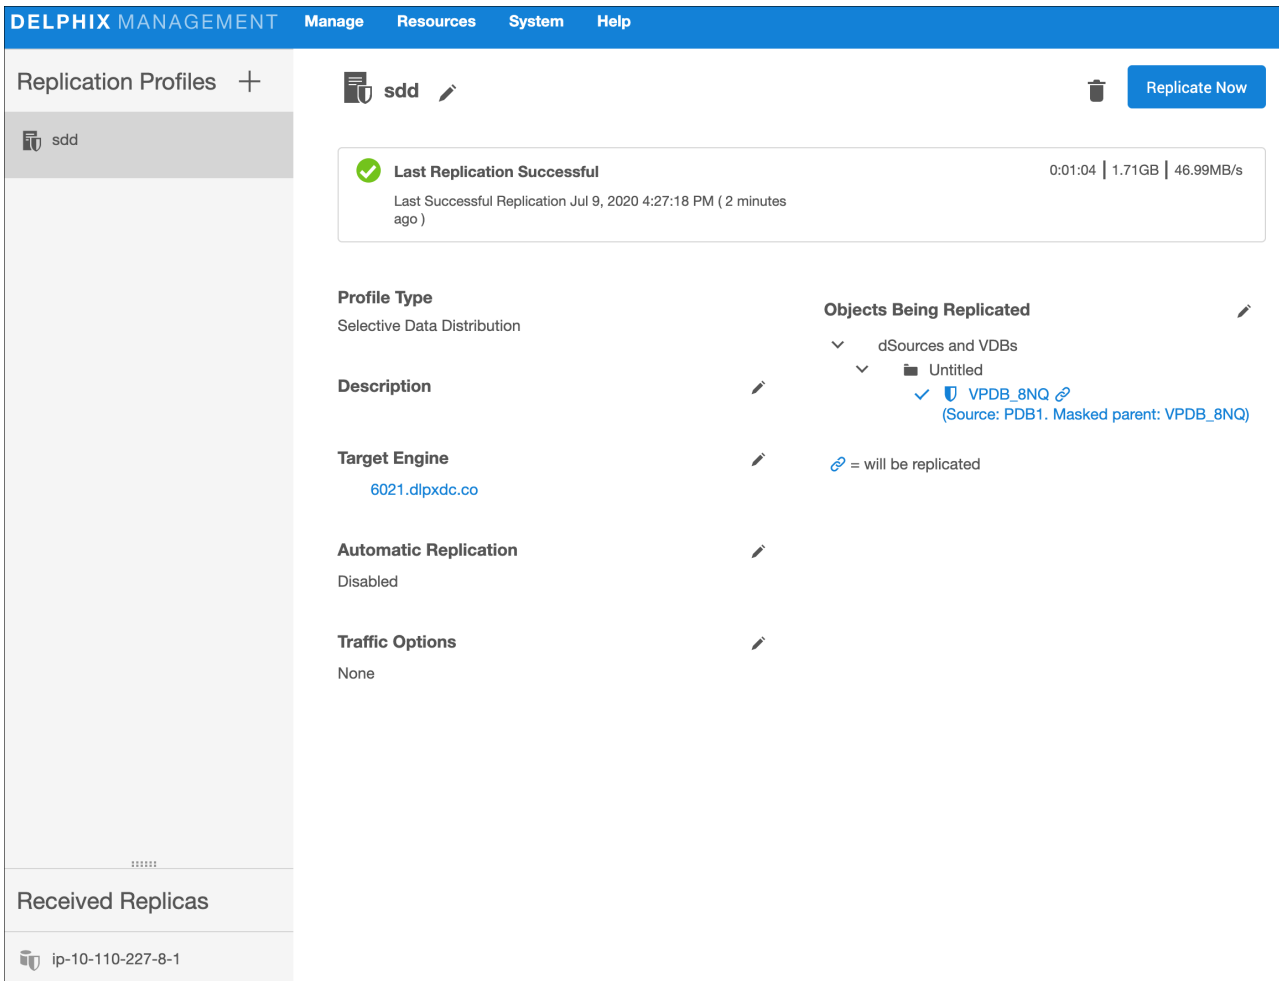 DELPHIX MANAGEMENT Manage Resources System Help
Replication Profiles
sdd
sdd
Replicate Now
Last Replication Successful
0:01:04 | 1.71GB | 46.99MB/s
Last Successful Replication Jul 9, 2020 4:27:18 PM ( 2 minutes
ago )
Profile Type
Selective Data Distribution
Description
Target Engine
6021.dlpxdc.co
Automatic Replication
Disabled
Traffic Options
None
Objects Being Replicated
dSources and VDBs
Untitled
VPDB_8NQ
(Source: PDB1. Masked parent: VPDB_8NQ)
= will be replicated
Received Replicas
ip-10-110-227-8-1